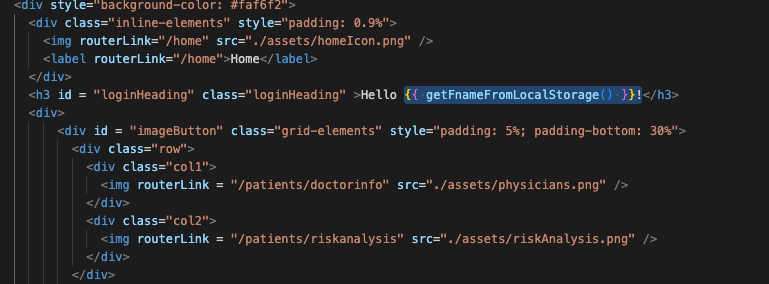 <div style="background-color: #faf6f2">
<div class="inline-elements" style="padding: 0.9%">
<img routerLink="/home" src="./assets/homeIcon.png" />
<label routerLink="/home">Home</label>
</div>
<h3 id = "loginHeading" class="loginHeading" >Hello {{ getFnameFromLocalStorage() }}!</h3>
<div>
<div id = "imageButton" class="grid-elements" style="padding: 5%; padding-bottom: 30%">
<div class="row">
<div class="col1">
<img routerLink = "/patients/doctorinfo" src="./assets/physicians.png" />
</div>
<div class="col2">
<img routerLink = "/patients/riskanalysis" src="./assets/riskAnalysis.png" />
</div>
</div>